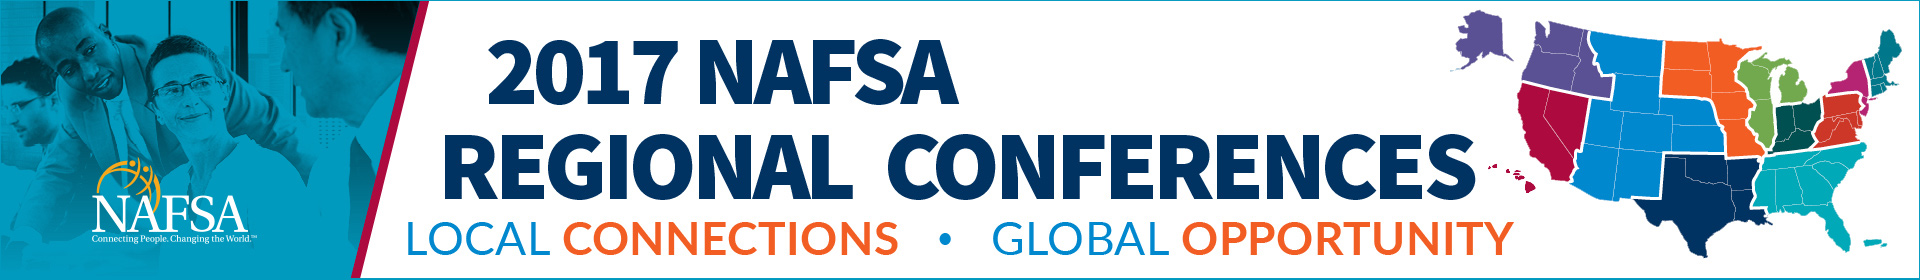 2017 NAFSA
REGIONAL CONFERENCES
LOCAL CONNECTIONS • GLOBAL OPPORTUNITY
NAFSA
Connecting People. Changing the World.™